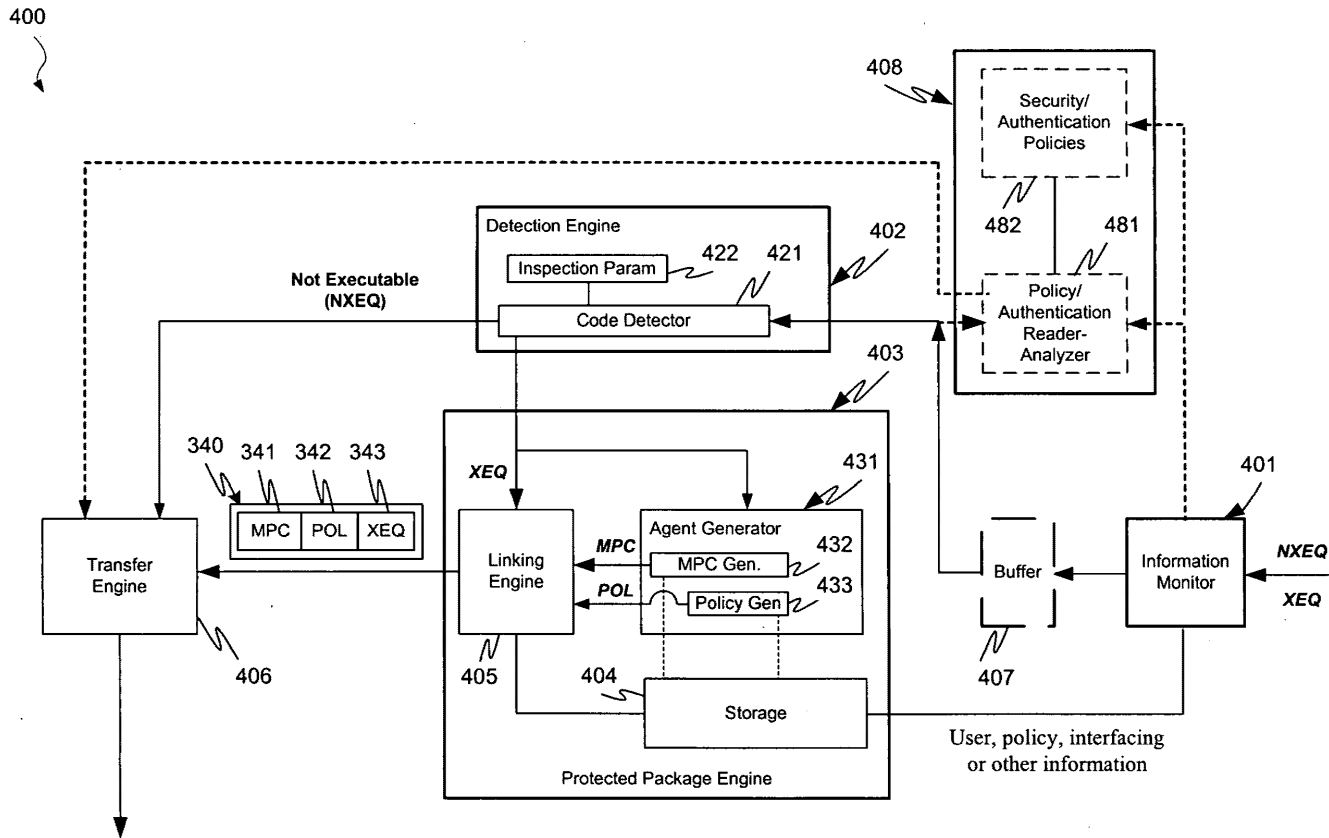 400
408
Security/
Authentication
Policies
482
481
Policy/
Authentication
Reader-
Analyzer
Detection Engine
402
422
421
Inspection Param
Code Detector
Not Executable
(NXEQ)
403
340
341
342
343
MPC
POL
XEQ
XEQ
431
Agent Generator
MPC
MPC Gen.
432
POL
Policy Gen
433
Linking
Engine
405
404
Storage
Protected Package Engine
Transfer
Engine
406
401
Information
Monitor
NXEQ
XEQ
Buffer
407
User, policy, interfacing
or other information